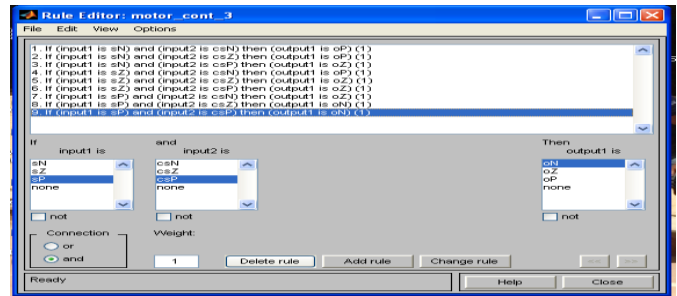 Rule Editor: motor_cont_3
File Edit View Options
1. If (input1 is sN) and (input2 is csN) then (output1 is oP) (1)
2. If (input1 is sN) and (input2 is csZ) then (output1 is oP) (1)
3. If (input1 is sN) and (input2 is csP) then (output1 is oZ) (1)
4. If (input1 is sZ) and (input2 is csN) then (output1 is oP) (1)
5. If (input1 is sZ) and (input2 is csZ) then (output1 is oZ) (1)
6. If (input1 is sZ) and (input2 is csP) then (output1 is oZ) (1)
7. If (input1 is sP) and (input2 is csN) then (output1 is oP) (1)
8. If (input1 is sP) and (input2 is csZ) then (output1 is oN) (1)
9. If (input1 is sP) and (input2 is csP) then (output1 is oN) (1)
If and Then
input1 is input2 is output1 is
sN csN oN
sZ csZ oZ
sP csP oP
none none none
not not not
Connection Weight:
or
and 1 Delete rule Add rule Change rule << >>
Ready Help Close